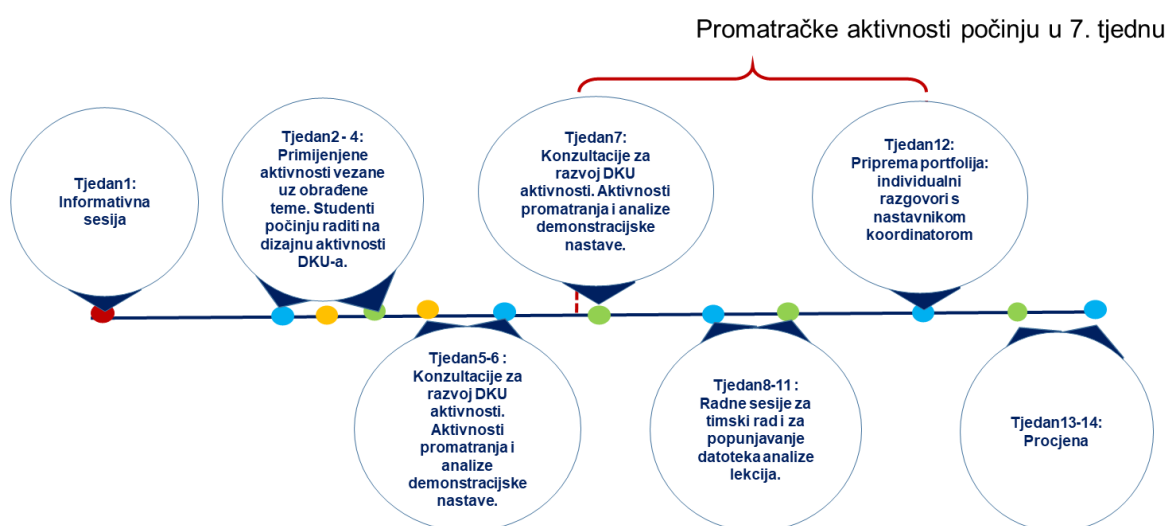 Promatračke aktivnosti počinju u 7. tjednu
Tjedan1:
Informativna
sesija
Tjedan2 - 4:
Primijenjene
aktivnosti vezane
uz obrađene
teme. Studenti
počinju raditi na
dizajnu aktivnosti
DKU-a.
Tjedan5-6 :
Konzultacije za
razvoj DKU
aktivnosti.
Aktivnosti
promatranja i
analize
demonstracijske
nastave.
Tjedan7:
Konzultacije za
razvoj DKU
aktivnosti. Aktivnosti
promatranja i analize
demonstracijske
nastave.
Tjedan8-11 :
Radne sesije za
timski rad i za
popunjavanje
datoteka analize
lekcija.
Tjedan12:
Priprema portfolija:
individualni
razgovori s
nastavnikom
koordinatorom
Tjedan13-14:
Procjena